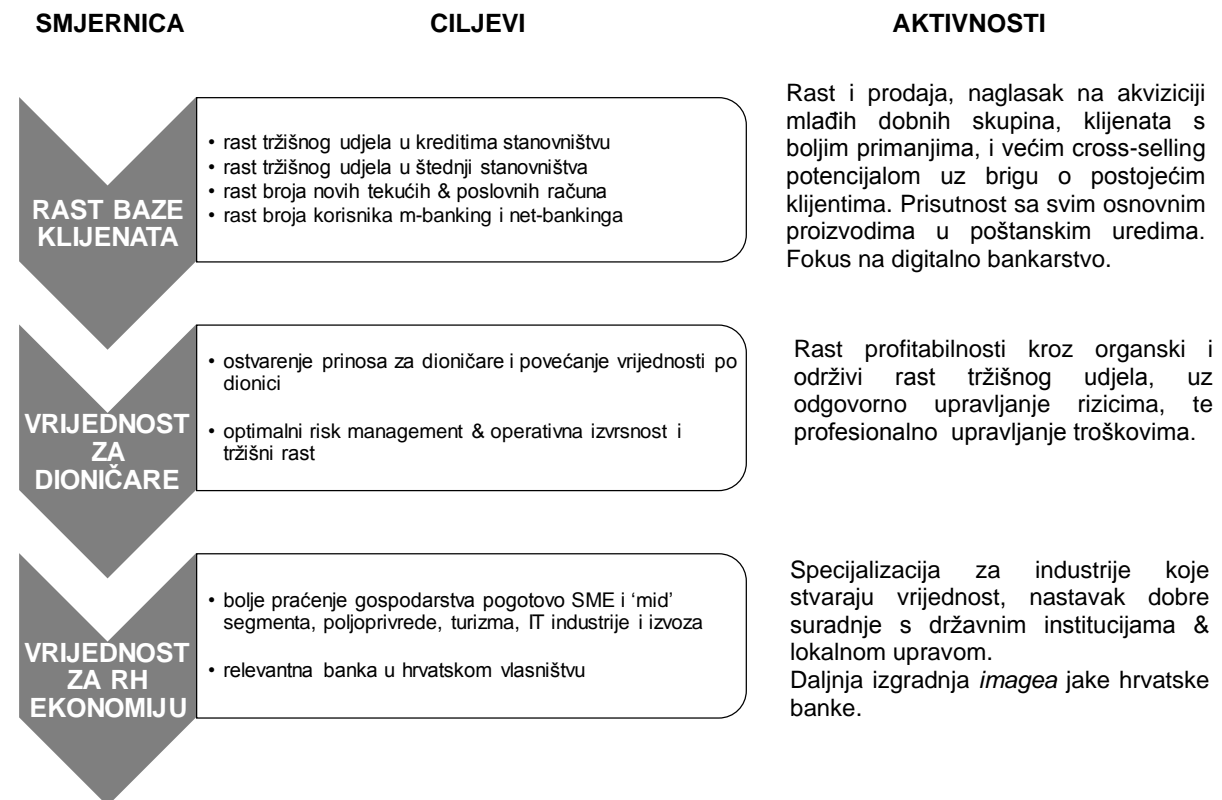 SMJERNICA
CILJEVI
AKTIVNOSTI
RAST BAZE
KLIJENATA
• rast tržišnog udjela u kreditima stanovništvu
• rast tržišnog udjela u štednji stanovništva
• rast broja novih tekućih & poslovnih računa
• rast broja korisnika m-banking i net-bankinga
Rast i prodaja, naglasak na akviziciji
mlađih dobnih skupina, klijenata s
boljim primanjima, i većim cross-selling
potencijalom uz brigu o postojećim
klijentima. Prisutnost sa svim osnovnim
proizvodima u poštanskim uredima.
Fokus na digitalno bankarstvo.
VRIJEDNOST
ZA
DIONIČARE
• ostvarenje prinosa za dioničare i povećanje vrijednosti po
dionici
• optimalni risk management & operativna izvrsnost i
tržišni rast
Rast profitabilnosti kroz organski i
održivi rast tržišnog udjela, uz
odgovorno upravljanje rizicima, te
profesionalno upravljanje troškovima.
VRIJEDNOST
ZA RH
EKONOMIJU
• bolje praćenje gospodarstva pogotovo SME i ‘mid’
segmenta, poljoprivrede, turizma, IT industrije i izvoza
• relevantna banka u hrvatskom vlasništvu
Specijalizacija za industrije koje
stvaraju vrijednost, nastavak dobre
suradnje s državnim institucijama &
lokalnom upravom.
Daljnja izgradnja imagea jake hrvatske
banke.